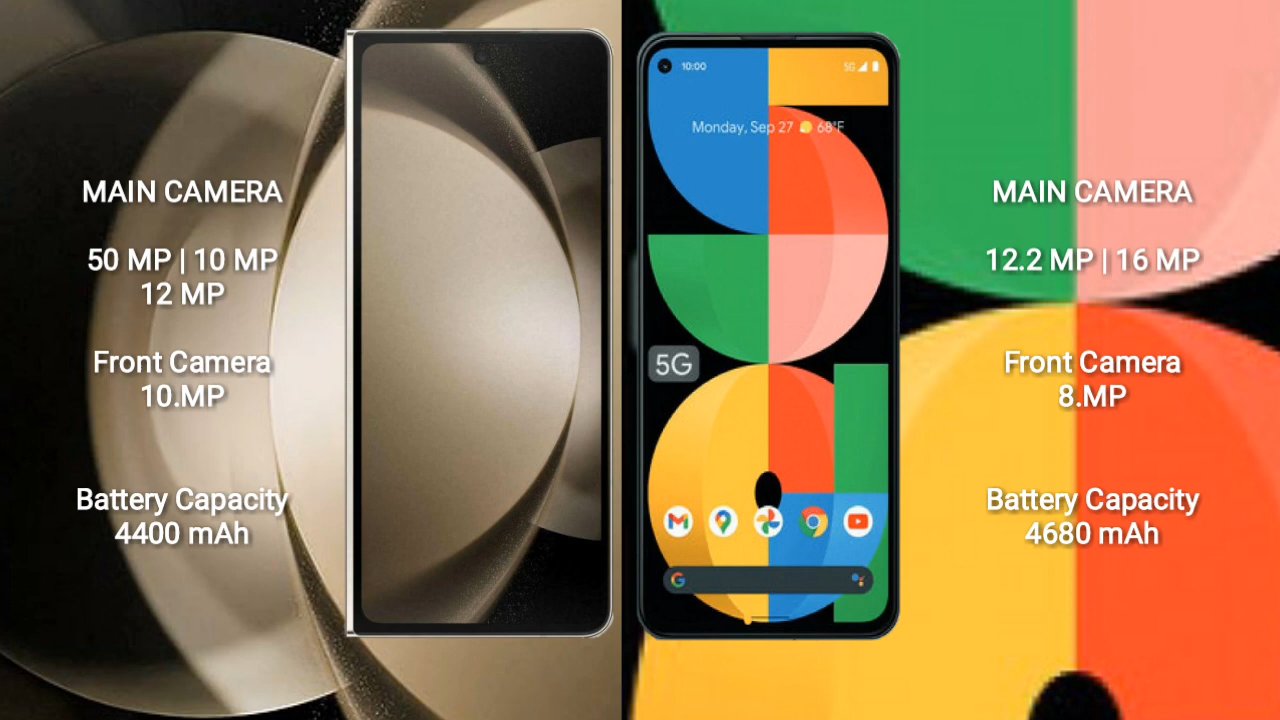 MAIN CAMERA
50 MP | 10 MP
12 MP
Front Camera
10.MP
Battery Capacity
4400 mAh
10:00
5G
Monday, Sep 27 68°F
5G
MAIN CAMERA
12.2 MP | 16 MP
Front Camera
8.MP
Battery Capacity
4680 mAh